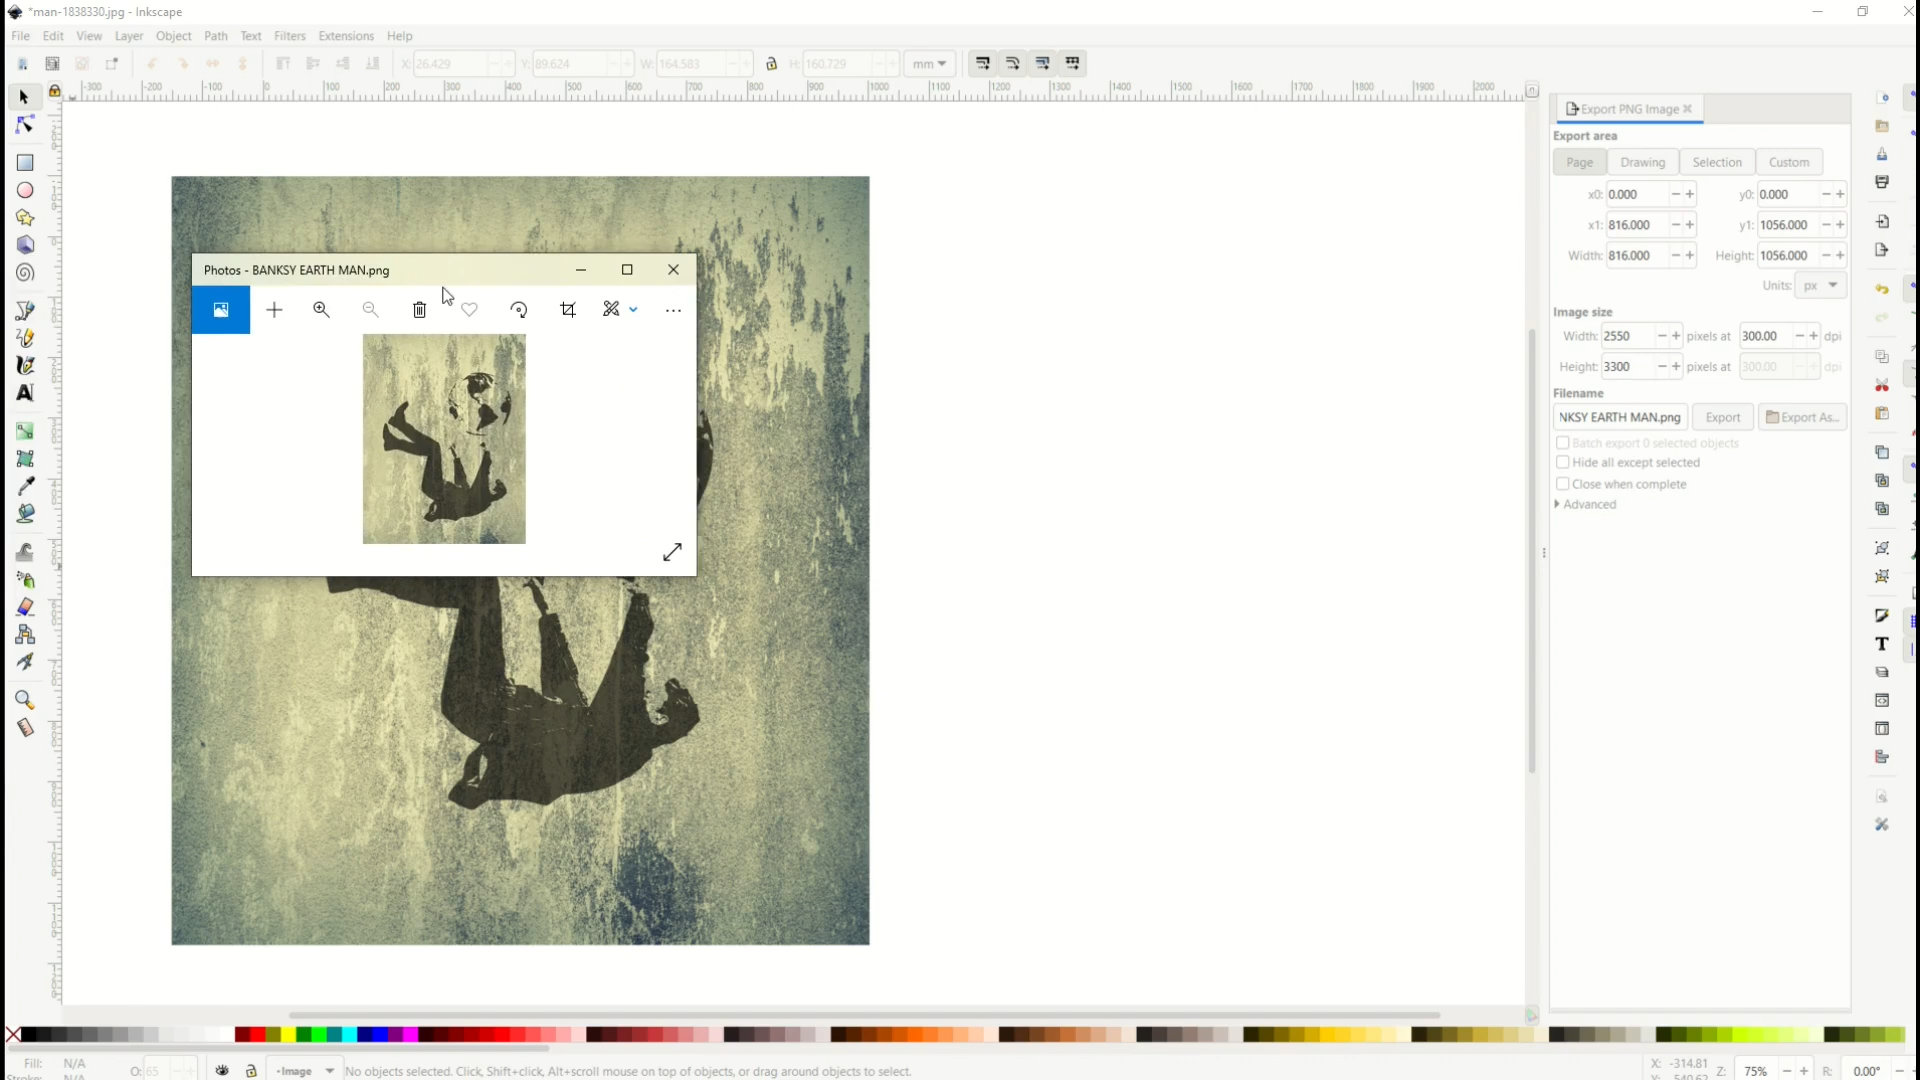 *man-1838330.jpg - Inkscape
File Edit View Layer Object Path Text Filters Extensions Help
X: 26.429 Y: 89.624 W: 164.583 H: 160.729 mm
-300 -200 -100 0 100 200 300 400 500 600 700 800 900 1000 1100 1200 1300 1400 1500 1600 1700 1800 1900 2000
Export PNG Image
Export area
Page Drawing Selection Custom
x0: 0.000 y0: 0.000
x1: 816.000 y1: 1056.000
Width: 816.000 Height: 1056.000
Units: px
Image size
Width: 2550 pixels at 300.00 dpi
Height: 3300 pixels at 300.00 dpi
Filename
NKSY EARTH MAN.png Export Export As...
Batch export 0 selected objects
Hide all except selected
Close when complete
Advanced
Photos - BANKSY EARTH MAN.png
Fill: N/A O: 65 -Image No objects selected. Click, Shift+click, Alt+scroll mouse on top of objects, or drag around objects to select. X: -314.81 Z: 75% R: 0.00°
Stroke: N/A Y: 540.62